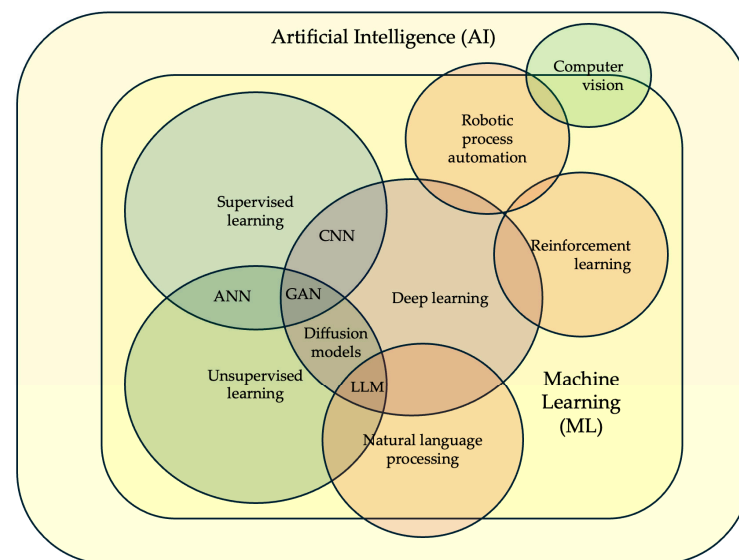 Artificial Intelligence (AI)
Computer
vision
Robotic
process
automation
Supervised
learning
CNN
Reinforcement
learning
ANN
GAN
Deep learning
Diffusion
models
Unsupervised
learning
LLM
Machine
Learning
(ML)
Natural language
processing